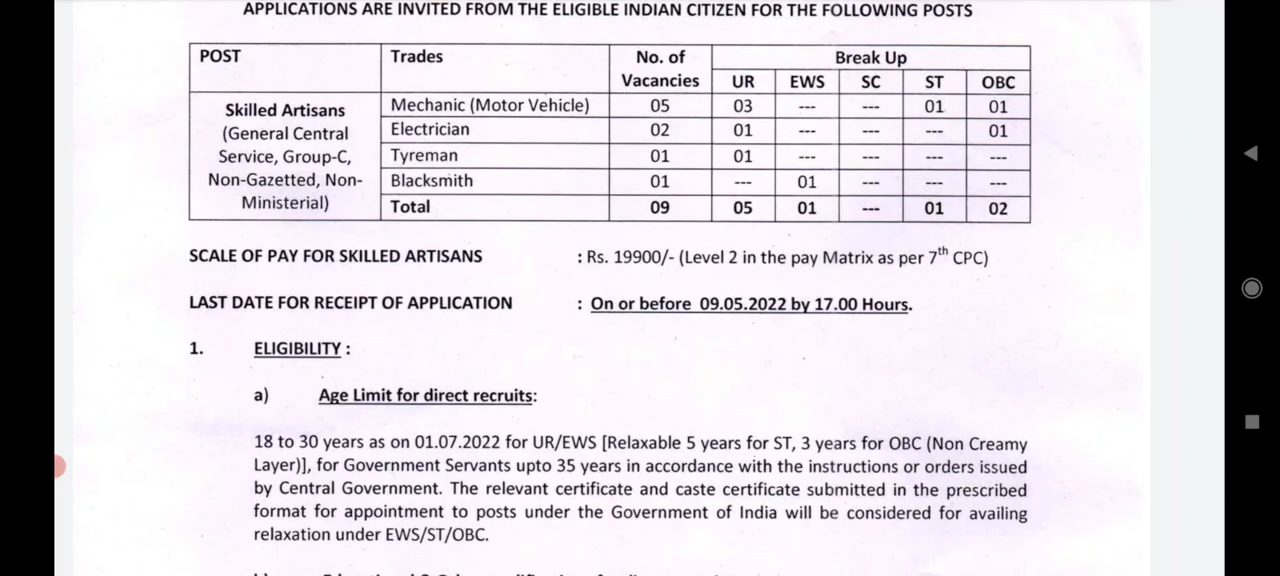 APPLICATIONS ARE INVITED FROM THE ELIGIBLE INDIAN CITIZEN FOR THE FOLLOWING POSTS
POST Trades No. of Vacancies Break Up
UR EWS SC ST OBC
Skilled Artisans (General Central Service, Group-C, Non-Gazetted, Non-Ministerial)
Mechanic (Motor Vehicle) 05 03 --- --- 01 01
Electrician 02 01 --- --- --- 01
Tyreman 01 01 --- --- --- ---
Blacksmith 01 --- 01 --- --- ---
Total 09 05 01 --- 01 02
SCALE OF PAY FOR SKILLED ARTISANS : Rs. 19900/- (Level 2 in the pay Matrix as per 7th CPC)
LAST DATE FOR RECEIPT OF APPLICATION : On or before 09.05.2022 by 17.00 Hours.
1. ELIGIBILITY :
a) Age Limit for direct recruits:
18 to 30 years as on 01.07.2022 for UR/EWS [Relaxable 5 years for ST, 3 years for OBC (Non Creamy
Layer)], for Government Servants upto 35 years in accordance with the instructions or orders issued
by Central Government. The relevant certificate and caste certificate submitted in the prescribed
format for appointment to posts under the Government of India will be considered for availing
relaxation under EWS/ST/OBC.